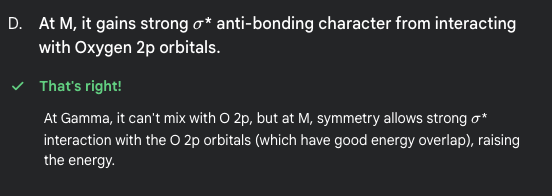 D. At M, it gains strong σ* anti-bonding character from interacting
with Oxygen 2p orbitals.
That's right!
At Gamma, it can't mix with O 2p, but at M, symmetry allows strong σ*
interaction with the O 2p orbitals (which have good energy overlap), raising
the energy.